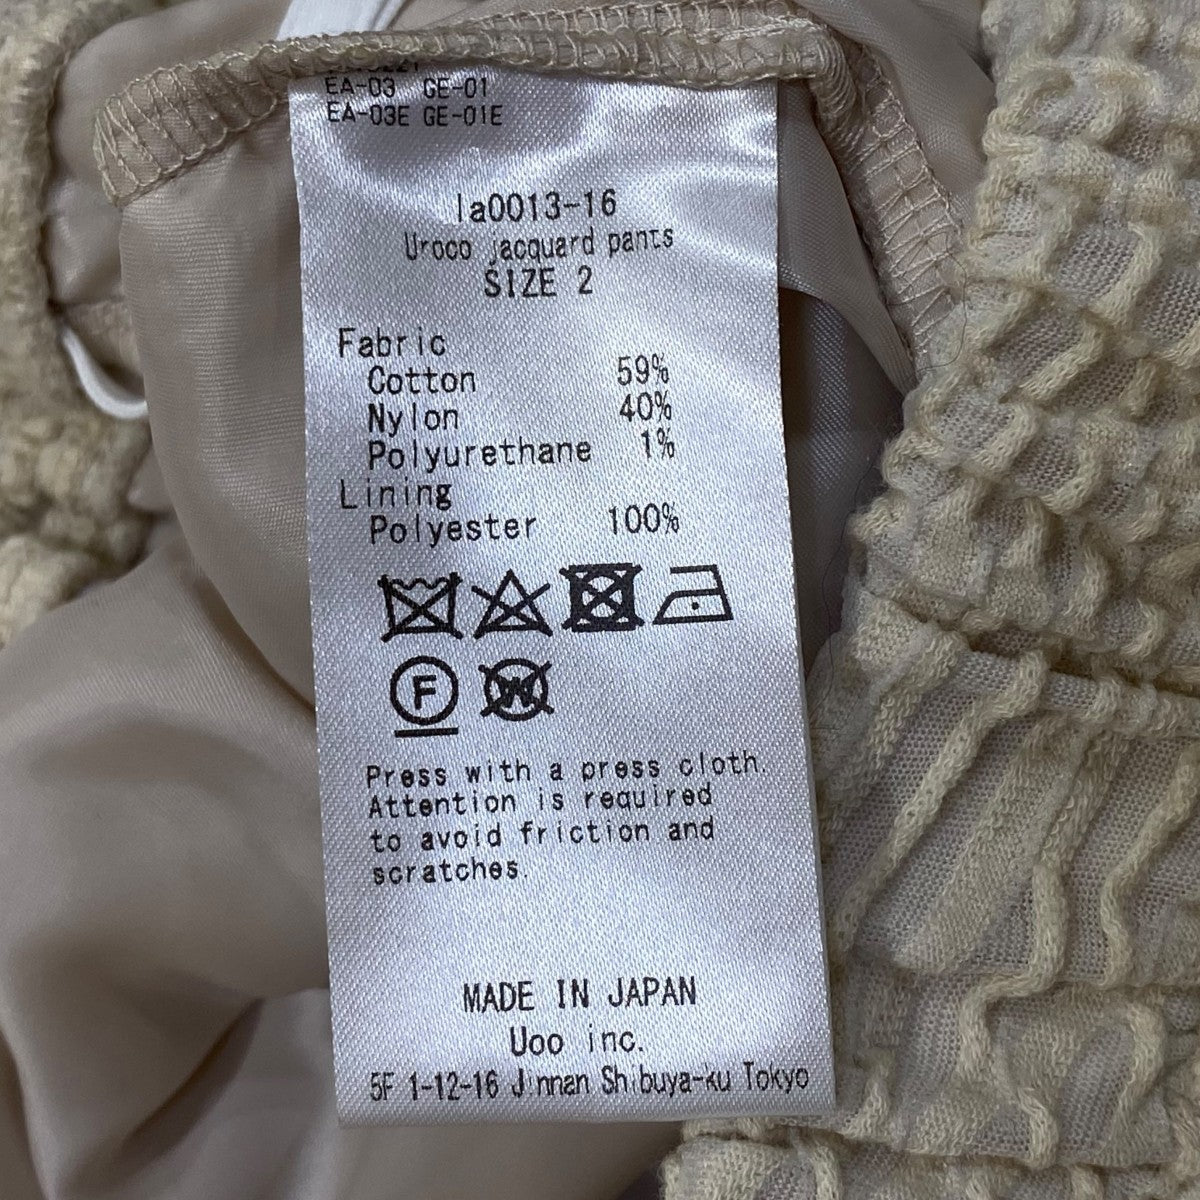 EA-03 GE-01
EA-03E GE-01E
la0013-16
Uroco jacquard pants
SIZE 2
Fabric
Cotton 59%
Nylon 40%
Polyurethane 1%
Lining
Polyester 100%
F W
Press with a press cloth.
Attention is required
to avoid friction and
scratches.
MADE IN JAPAN
Uoo inc.
5F 1-12-16 Jinnan Shibuya-ku Tokyo